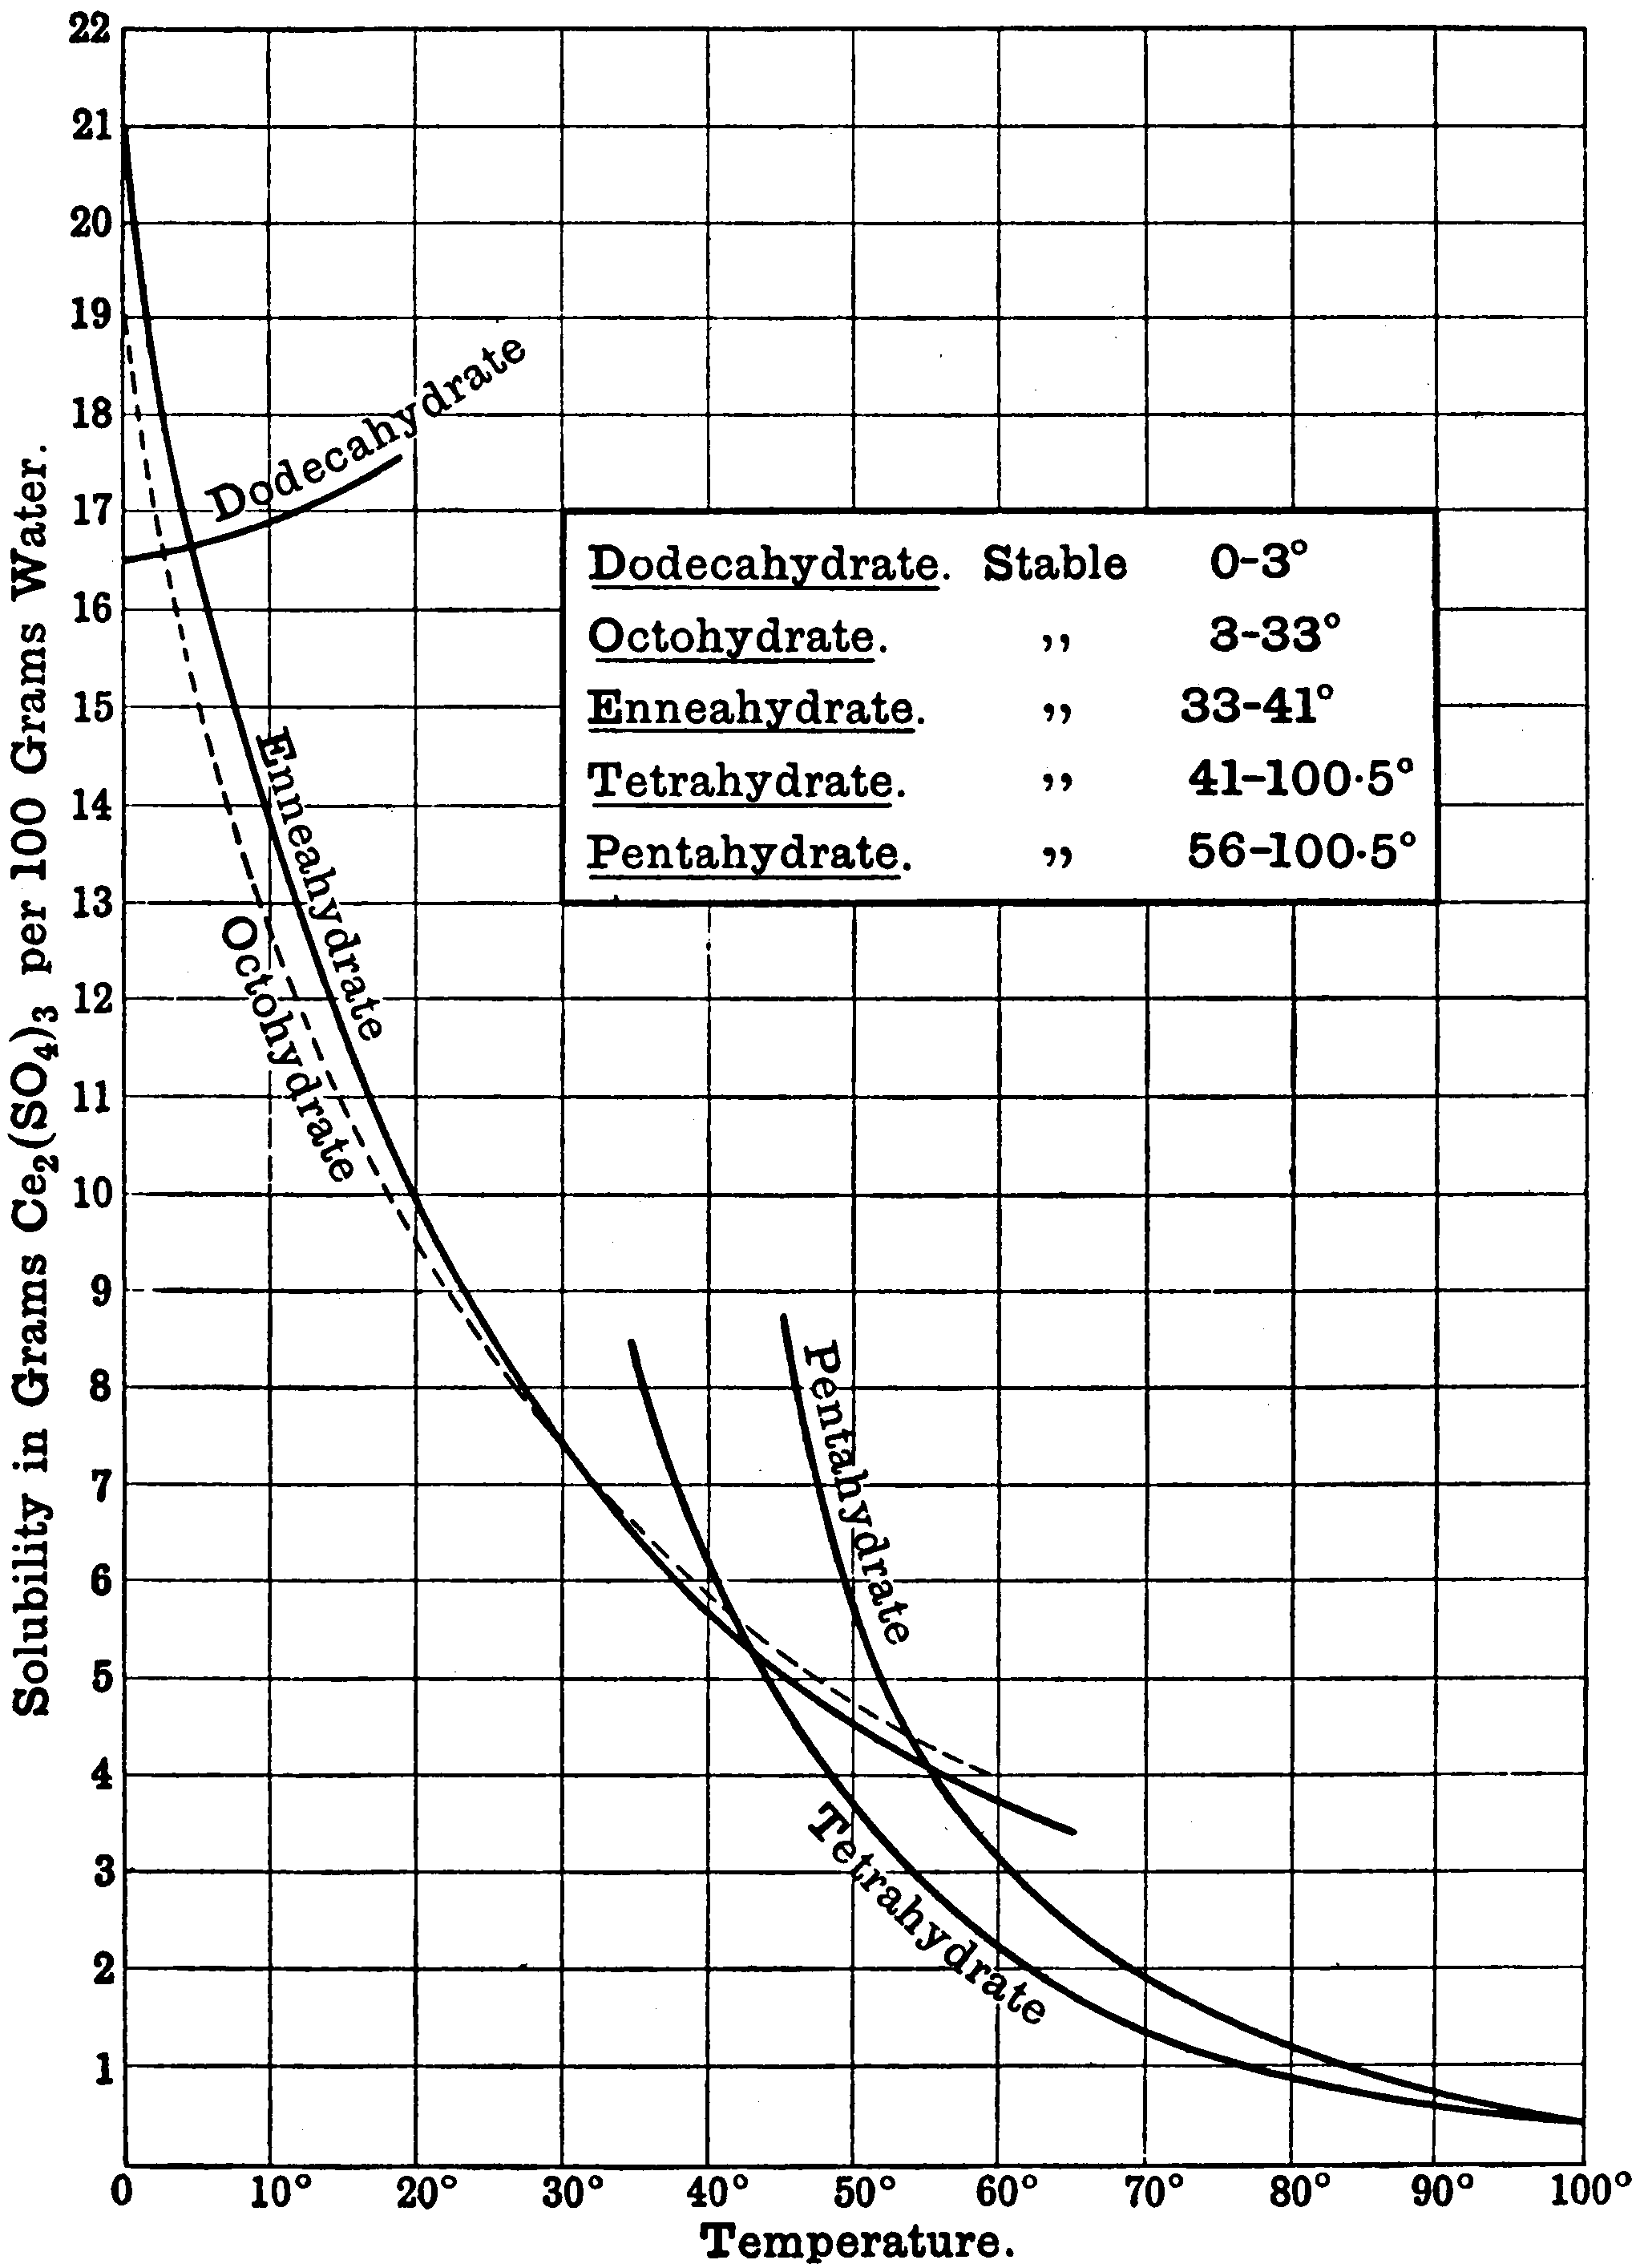 22
21
20
19
18
17
16
15
14
13
12
11
10
9
8
7
6
5
4
3
2
1
Solubility in Grams Ce₂(SO₄)₃ per 100 Grams Water.
Dodecahydrate
Enneahydrate
Octohydrate
Pentahydrate
Tetrahydrate
Dodecahydrate. Stable 0-3°
Octohydrate. ,, 3-33°
Enneahydrate. ,, 33-41°
Tetrahydrate. ,, 41-100·5°
Pentahydrate. ,, 56-100·5°
0 10° 20° 30° 40° 50° 60° 70° 80° 90° 100°
Temperature.